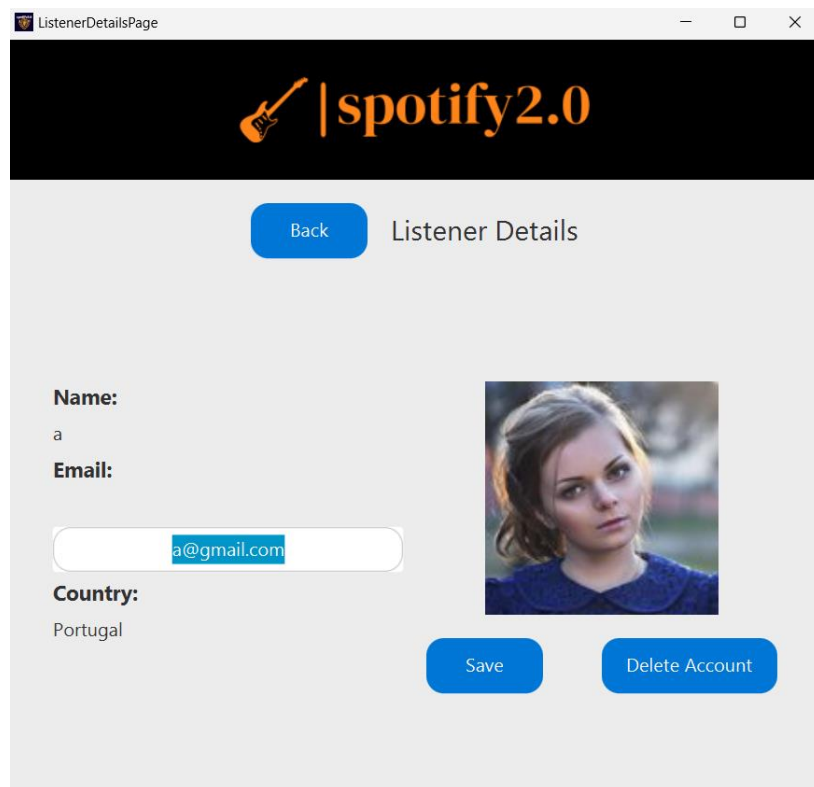 ListenerDetailsPage
|spotify2.0
Back
Listener Details
Name:
a
Email:
a@gmail.com
Country:
Portugal
Save
Delete Account